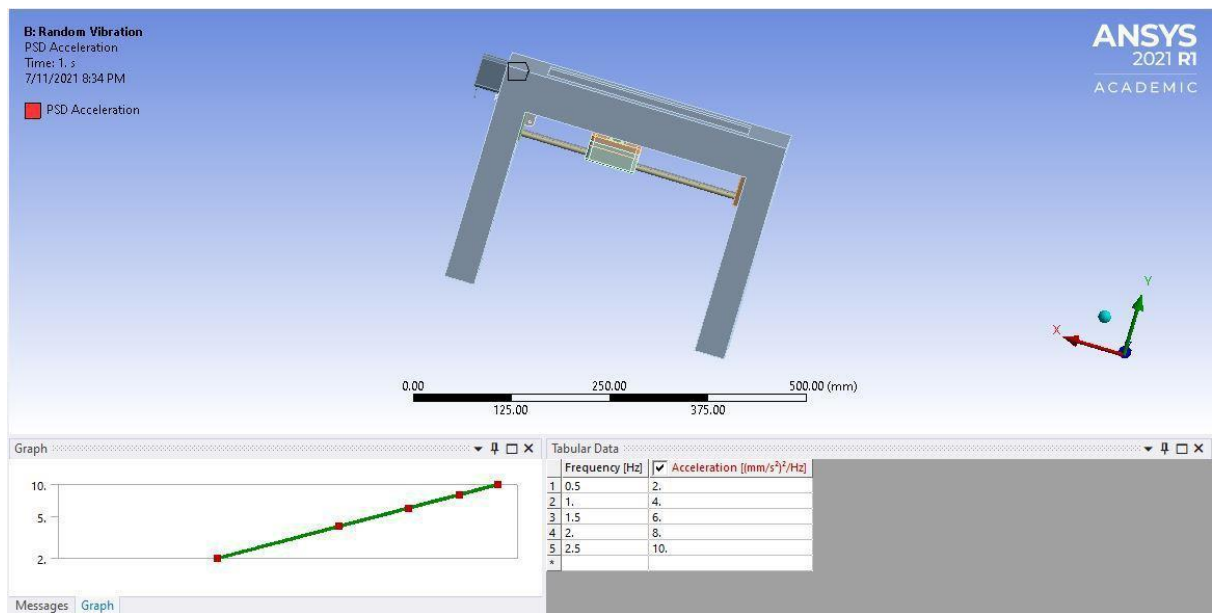 B: Random Vibration
PSD Acceleration
Time: 1. s
7/11/2021 8:34 PM
PSD Acceleration
ANSYS
2021 R1
ACADEMIC
Y
X
0.00 250.00 500.00 (mm)
125.00 375.00
Graph
10.
5.
2.
Messages Graph
Tabular Data
Frequency [Hz] Acceleration [(mm/s²)²/Hz]
1 0.5 2.
2 1. 4.
3 1.5 6.
4 2. 8.
5 2.5 10.
*